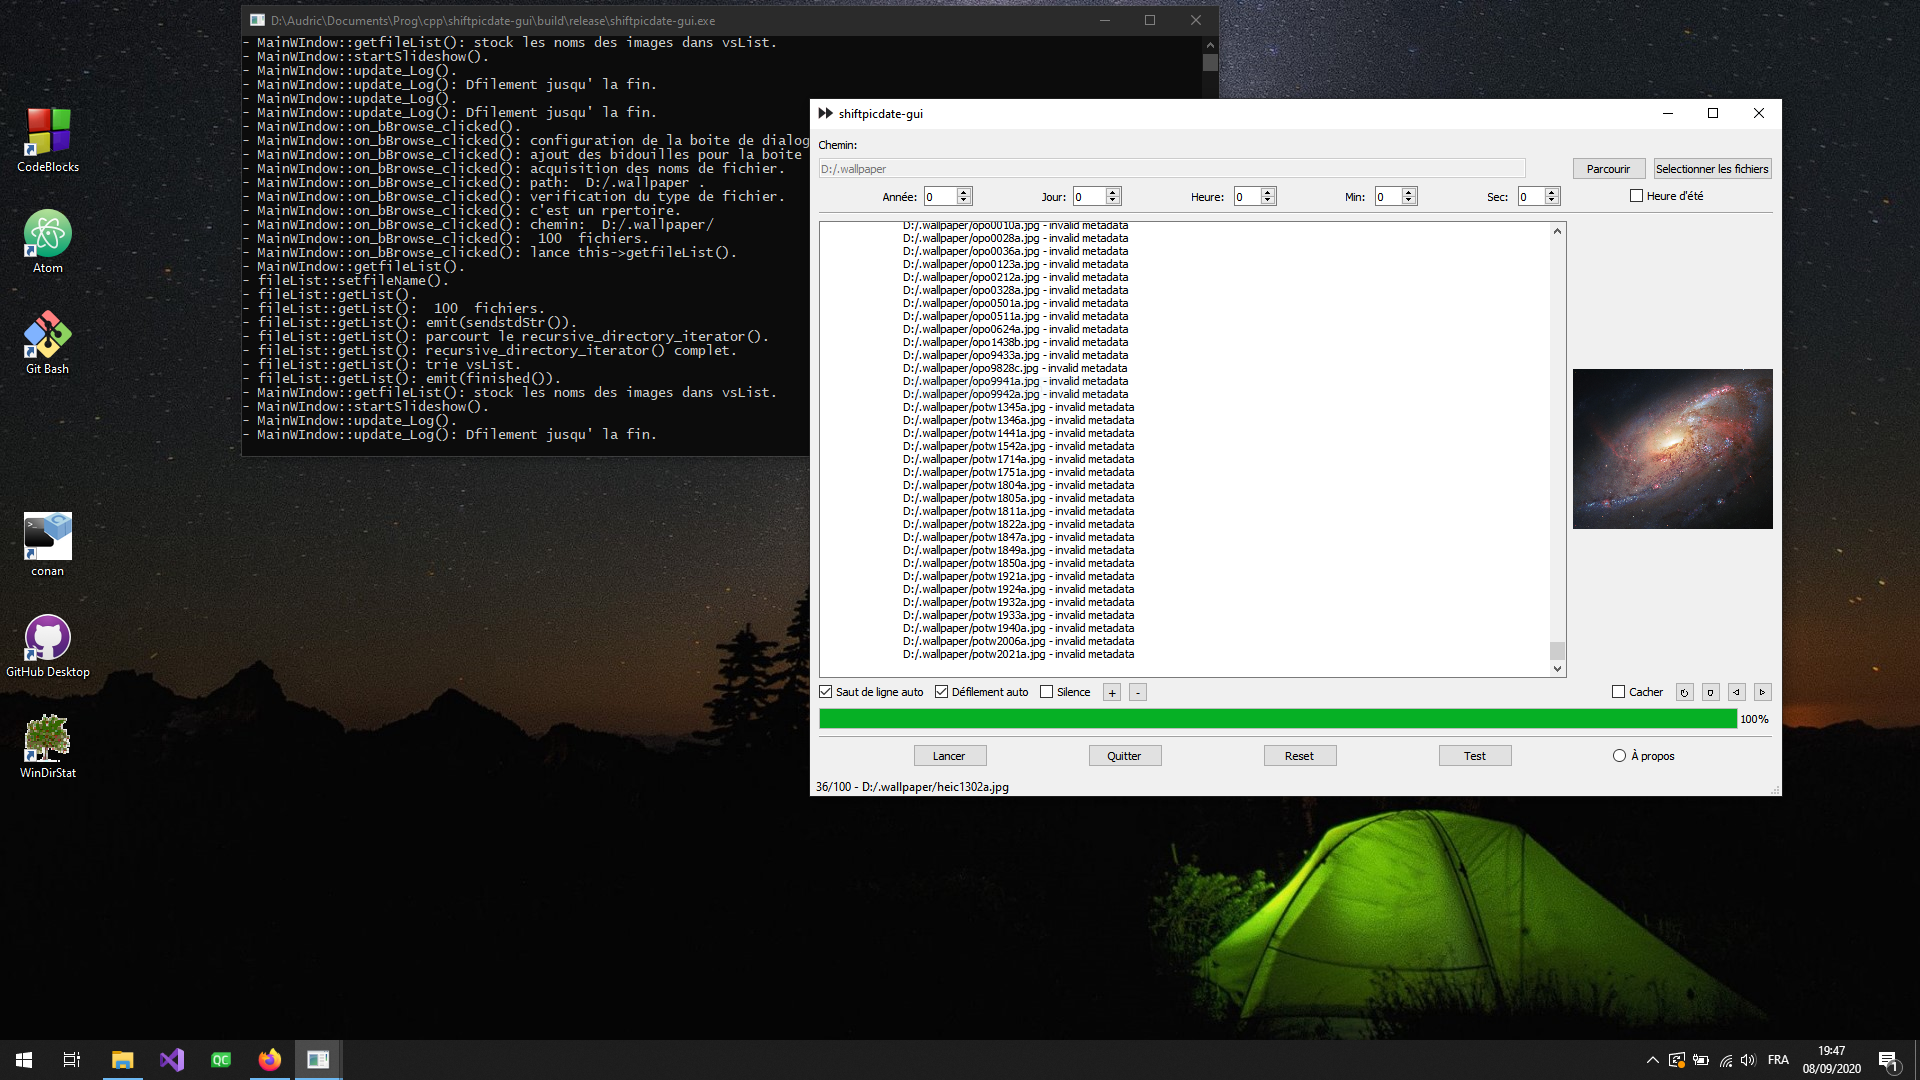 D:\Audric\Documents\Prog\cpp\shiftpicdate-gui\build\release\shiftpicdate-gui.exe
- MainWIndow::getfileList(): stock les noms des images dans vsList.
- MainWIndow::startSlideshow().
- MainWIndow::update_Log().
- MainWIndow::update_Log(): Dfilement jusqu' la fin.
- MainWIndow::update_Log().
- MainWIndow::update_Log(): Dfilement jusqu' la fin.
- MainWIndow::on_bBrowse_clicked().
- MainWIndow::on_bBrowse_clicked(): configuration de la boite de dialog
- MainWIndow::on_bBrowse_clicked(): ajout des bidouilles pour la boite
- MainWIndow::on_bBrowse_clicked(): acquisition des noms de fichier.
- MainWIndow::on_bBrowse_clicked(): path:  D:/.wallpaper .
- MainWIndow::on_bBrowse_clicked(): verification du type de fichier.
- MainWIndow::on_bBrowse_clicked(): c'est un rpertoire.
- MainWIndow::on_bBrowse_clicked(): chemin:  D:/.wallpaper/
- MainWIndow::on_bBrowse_clicked():  100  fichiers.
- MainWIndow::on_bBrowse_clicked(): lance this->getfileList().
- MainWIndow::getfileList().
- fileList::setfileName().
- fileList::getList().
- fileList::getList():  100  fichiers.
- fileList::getList(): emit(sendstdStr()).
- fileList::getList(): parcourt le recursive_directory_iterator().
- fileList::getList(): recursive_directory_iterator() complet.
- fileList::getList(): trie vsList.
- fileList::getList(): emit(finished()).
- MainWIndow::getfileList(): stock les noms des images dans vsList.
- MainWIndow::startSlideshow().
- MainWIndow::update_Log().
- MainWIndow::update_Log(): Dfilement jusqu' la fin.
CodeBlocks
Atom
Git Bash
conan
GitHub Desktop
WinDirStat
shiftpicdate-gui
Chemin:
D:/.wallpaper
Parcourir
Selectionner les fichiers
Année: 0 Jour: 0 Heure: 0 Min: 0 Sec: 0 Heure d'été
D:/.wallpaper/opo0010a.jpg - invalid metadata
D:/.wallpaper/opo0028a.jpg - invalid metadata
D:/.wallpaper/opo0036a.jpg - invalid metadata
D:/.wallpaper/opo0123a.jpg - invalid metadata
D:/.wallpaper/opo0212a.jpg - invalid metadata
D:/.wallpaper/opo0328a.jpg - invalid metadata
D:/.wallpaper/opo0501a.jpg - invalid metadata
D:/.wallpaper/opo0511a.jpg - invalid metadata
D:/.wallpaper/opo0624a.jpg - invalid metadata
D:/.wallpaper/opo1438b.jpg - invalid metadata
D:/.wallpaper/opo9433a.jpg - invalid metadata
D:/.wallpaper/opo9828c.jpg - invalid metadata
D:/.wallpaper/opo9941a.jpg - invalid metadata
D:/.wallpaper/opo9942a.jpg - invalid metadata
D:/.wallpaper/potw1345a.jpg - invalid metadata
D:/.wallpaper/potw1346a.jpg - invalid metadata
D:/.wallpaper/potw1441a.jpg - invalid metadata
D:/.wallpaper/potw1542a.jpg - invalid metadata
D:/.wallpaper/potw1714a.jpg - invalid metadata
D:/.wallpaper/potw1751a.jpg - invalid metadata
D:/.wallpaper/potw1804a.jpg - invalid metadata
D:/.wallpaper/potw1805a.jpg - invalid metadata
D:/.wallpaper/potw1811a.jpg - invalid metadata
D:/.wallpaper/potw1822a.jpg - invalid metadata
D:/.wallpaper/potw1847a.jpg - invalid metadata
D:/.wallpaper/potw1849a.jpg - invalid metadata
D:/.wallpaper/potw1850a.jpg - invalid metadata
D:/.wallpaper/potw1921a.jpg - invalid metadata
D:/.wallpaper/potw1924a.jpg - invalid metadata
D:/.wallpaper/potw1932a.jpg - invalid metadata
D:/.wallpaper/potw1933a.jpg - invalid metadata
D:/.wallpaper/potw1940a.jpg - invalid metadata
D:/.wallpaper/potw2006a.jpg - invalid metadata
D:/.wallpaper/potw2021a.jpg - invalid metadata
Saut de ligne auto Défilement auto Silence + - Cacher
100%
Lancer Quitter Reset Test À propos
36/100 - D:/.wallpaper/heic1302a.jpg
QC
FRA
19:47
08/09/2020
1